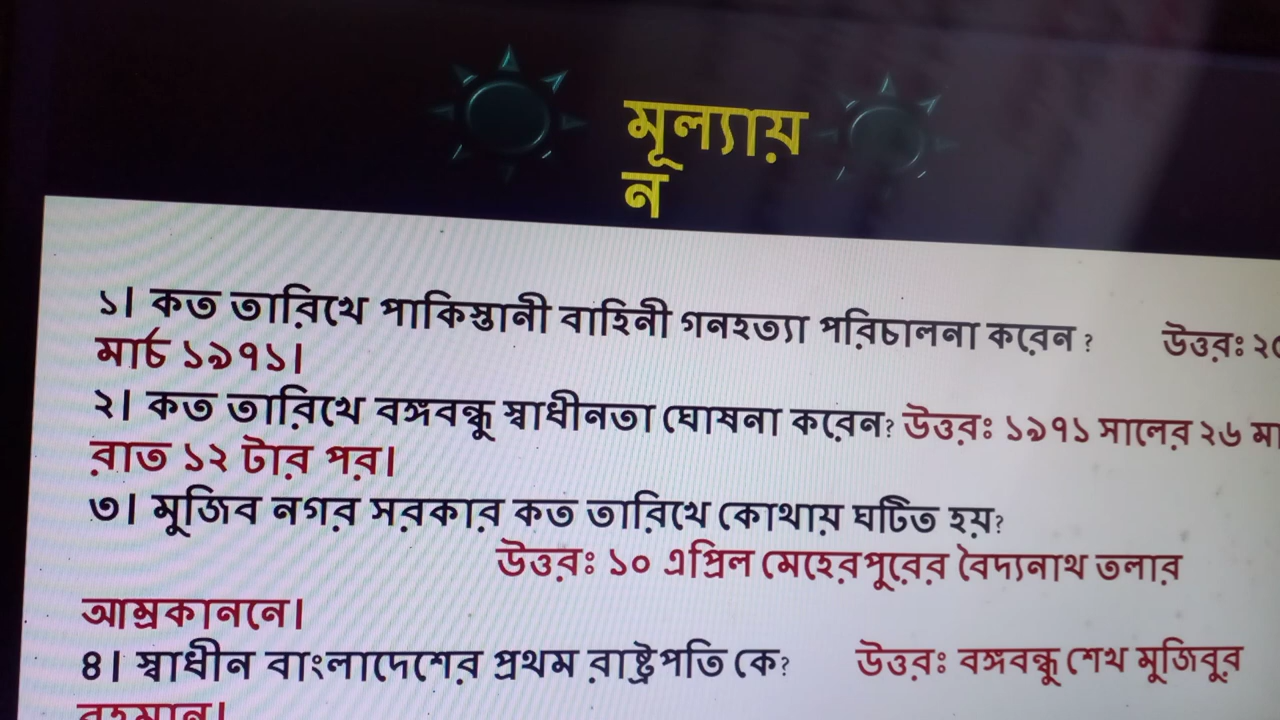 মূল্যায়
ন
১। কত তারিখে পাকিস্তানী বাহিনী গনহত্যা পরিচালনা করেন ? উত্তরঃ
মার্চ ১৯৭১।
২। কত তারিখে বঙ্গবন্ধু স্বাধীনতা ঘোষনা করেন? উত্তরঃ ১৯৭১ সালের ২৬ মা
রাত ১২ টার পর।
৩। মুজিব নগর সরকার কত তারিখে কোথায় ঘটিত হয়?
উত্তরঃ ১০ এপ্রিল মেহেরপুরের বৈদ্যনাথ তলার
আম্রকাননে।
৪। স্বাধীন বাংলাদেশের প্রথম রাষ্ট্রপতি কে? উত্তরঃ বঙ্গবন্ধু শেখ মুজিবুর
রহমান।